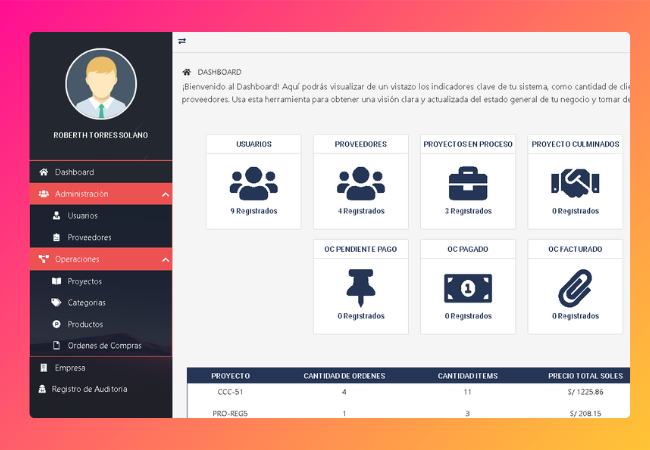 ROBERTH TORRES SOLANO
Dashboard
Administración
Usuarios
Proveedores
Operaciones
Proyectos
Categorias
Productos
Ordenes de Compras
Empresa
Registro de Auditoria
DASHBOARD
¡Bienvenido al Dashboard! Aquí podrás visualizar de un vistazo los indicadores clave de tu sistema, como cantidad de
proveedores. Usa esta herramienta para obtener una visión clara y actualizada del estado general de tu negocio y tomar
USUARIOS PROVEEDORES PROYECTOS EN PROCESO PROYECTO CULMINADOS
9 Registrados 4 Registrados 3 Registrados 0 Registrados
OC PENDIENTE PAGO OC PAGADO OC FACTURADO
1
0 Registrados 0 Registrados 0 Registrados
PROYECTO CANTIDAD DE ORDENES CANTIDAD ITEMS PRECIO TOTAL SOLES
CCC-51 4 11 S/ 1225.86
PRO-REG5 1 3 S/ 208.15